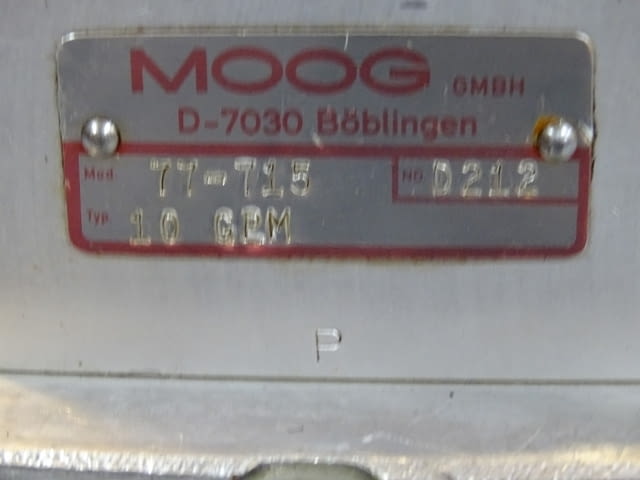 MOOG GMBH
D-7030 Böblingen
Mod. 77-715 NO D212
Typ. 10 GPM
P